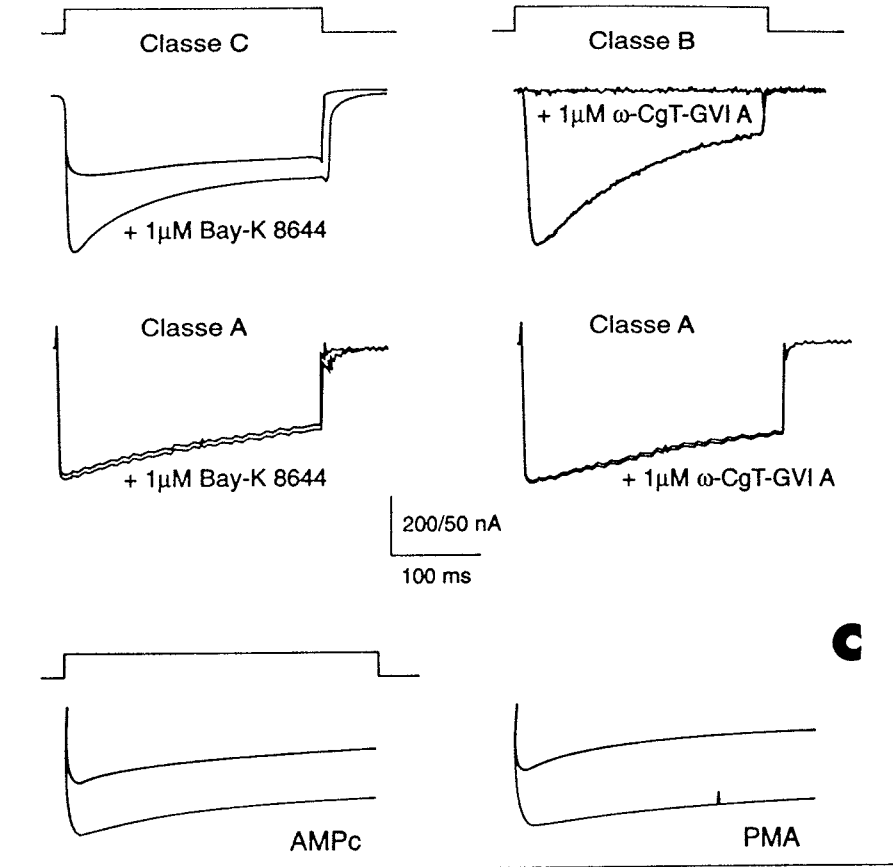 Classe C
Classe B
+ 1μM ω-CgT-GVI A
+ 1μM Bay-K 8644
Classe A
Classe A
+ 1μM Bay-K 8644
+ 1μM ω-CgT-GVI A
200/50 nA
100 ms
C
AMPc
PMA